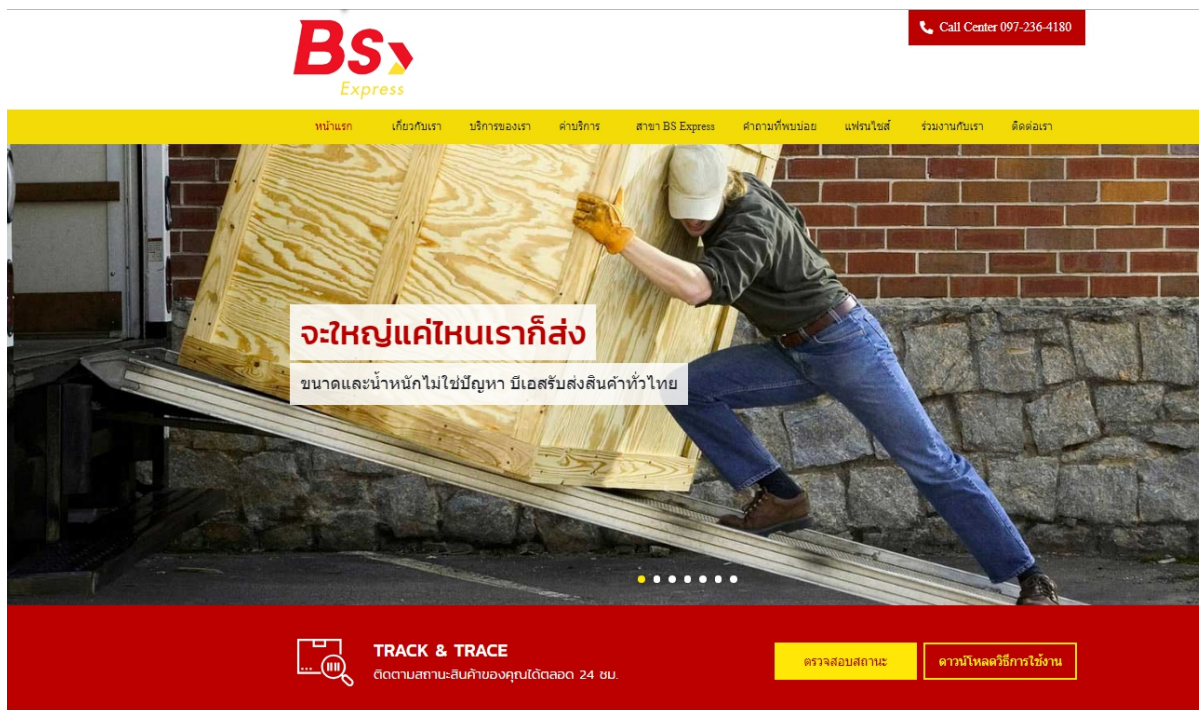 BS
Express
Call Center 097-236-4180
หน้าแรก เกี่ยวกับเรา บริการของเรา ค่าบริการ สาขา BS Express คำถามที่พบบ่อย แฟรนไชส์ ร่วมงานกับเรา ติดต่อเรา
จะใหญ่แค่ไหนเราก็ส่ง
ขนาดและน้ำหนักไม่ใช่ปัญหา บีเอสรับส่งสินค้าทั่วไทย
TRACK & TRACE
ติดตามสถานะสินค้าของคุณได้ตลอด 24 ชม.
ตรวจสอบสถานะ
ดาวน์โหลดวิธีการใช้งาน